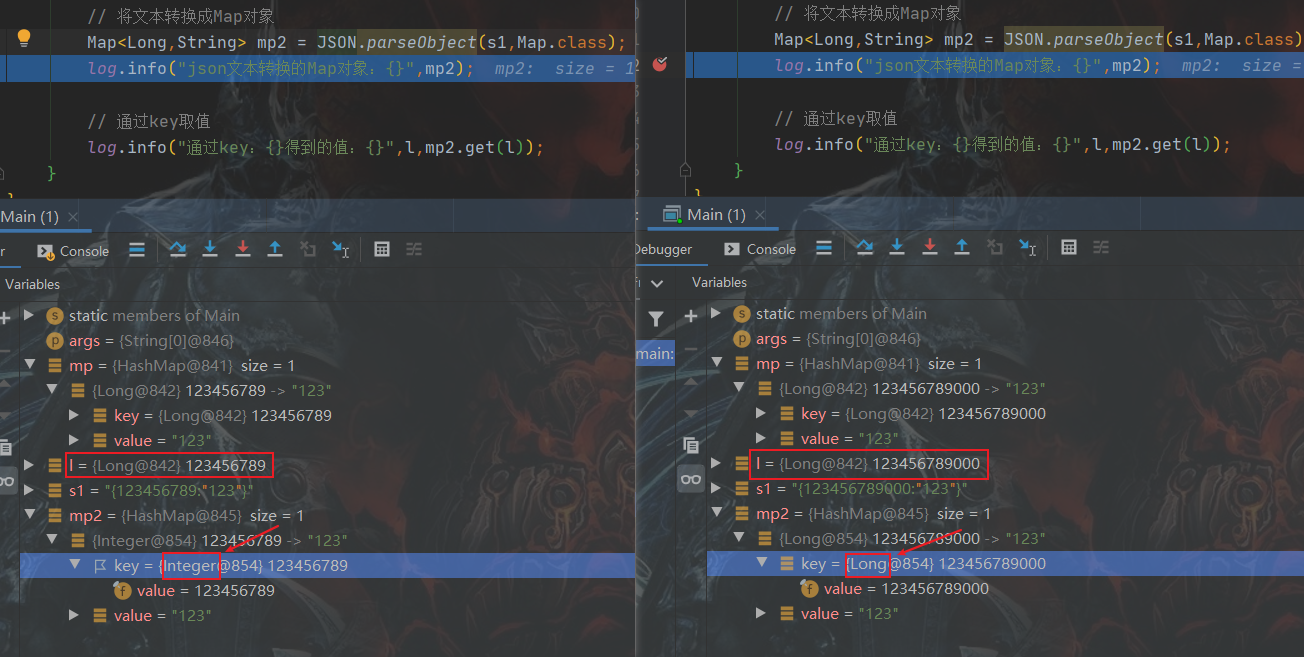 // 将文本转换成Map对象
Map<Long,String> mp2 = JSON.parseObject(s1,Map.class);
log.info("json文本转换的Map对象：{}",mp2);   mp2:  size = 1
// 通过key取值
log.info("通过key：{}得到的值：{}",l,mp2.get(l));
}
Main (1)
Console
Variables
static members of Main
args = {String[0]@846}
mp = {HashMap@841}  size = 1
{Long@842} 123456789 -> "123"
key = {Long@842} 123456789
value = "123"
l = {Long@842} 123456789
s1 = "{123456789:"123"}"
mp2 = {HashMap@845}  size = 1
{Integer@854} 123456789 -> "123"
key = {Integer@854} 123456789
value = 123456789
value = "123"
// 将文本转换成Map对象
Map<Long,String> mp2 = JSON.parseObject(s1,Map.class)
log.info("json文本转换的Map对象：{}",mp2);   mp2:  size =
// 通过key取值
log.info("通过key：{}得到的值：{}",l,mp2.get(l));
}
Main (1)
Debugger Console
Variables
main:
static members of Main
args = {String[0]@846}
mp = {HashMap@841}  size = 1
{Long@842} 123456789000 -> "123"
key = {Long@842} 123456789000
value = "123"
l = {Long@842} 123456789000
s1 = "{123456789000:"123"}"
mp2 = {HashMap@845}  size = 1
{Long@854} 123456789000 -> "123"
key = {Long@854} 123456789000
value = 123456789000
value = "123"